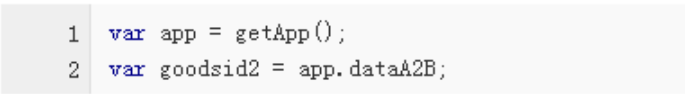 1 var app = getApp();
2 var goodsid2 = app.dataA2B;